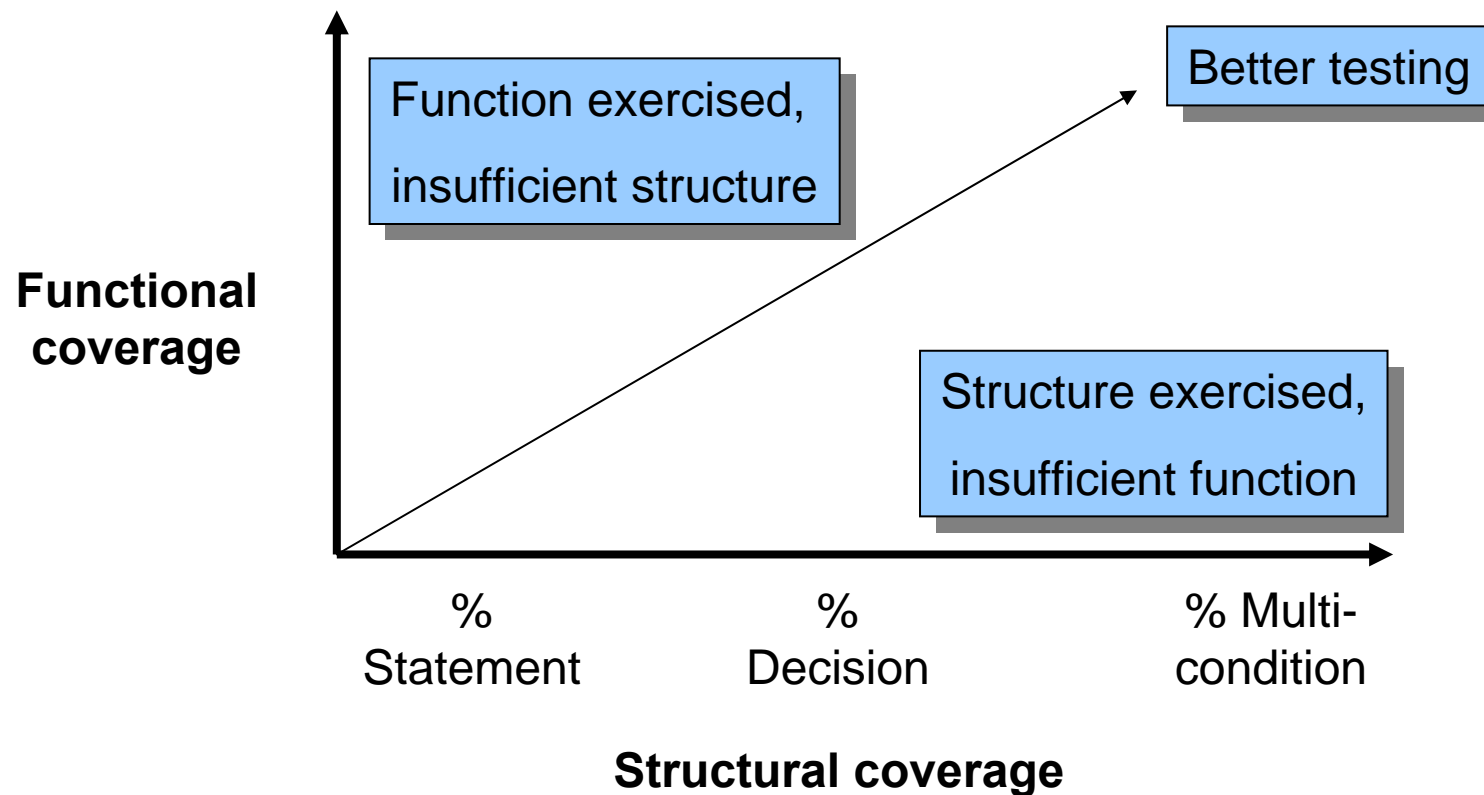 Better testing
Function exercised,
insufficient structure
Functional
coverage
Structure exercised,
insufficient function
%
Statement
%
Decision
% Multi-
condition
Structural coverage